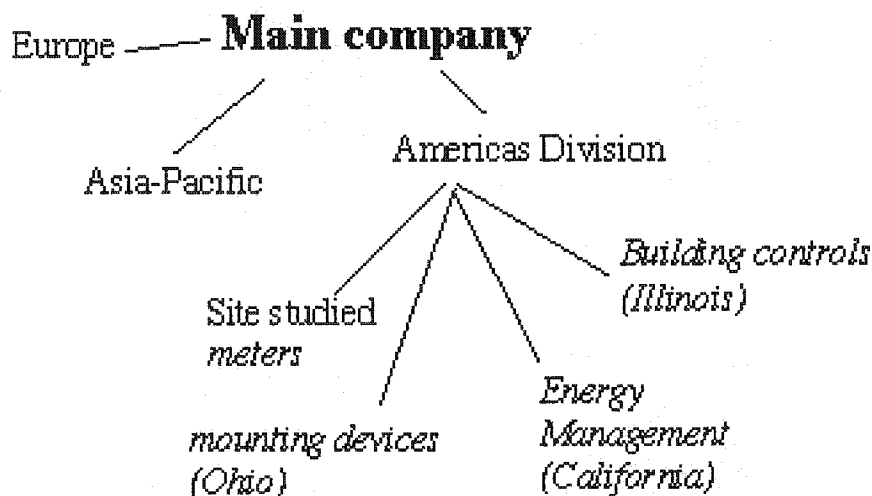 Europe
Main company
Americas Division
Asia-Pacific
Building controls
(Illinois)
Site studied
meters
Energy
Management
(California)
mounting devices
(Ohio)